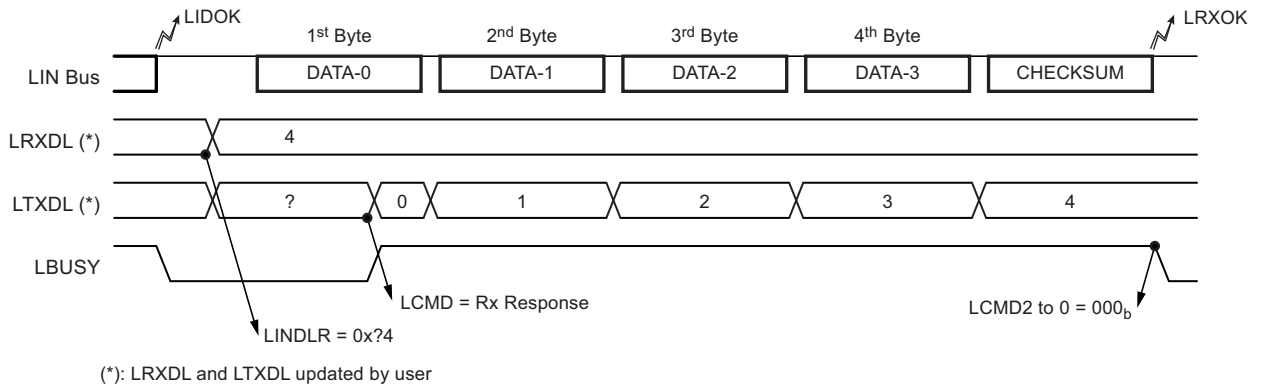 LIDOK
LRXOK
1st Byte
2nd Byte
3rd Byte
4th Byte
LIN Bus
DATA-0
DATA-1
DATA-2
DATA-3
CHECKSUM
LRXDL (*)
4
LTXDL (*)
?
0
1
2
3
4
LBUSY
LCMD = Rx Response
LCMD2 to 0 = 000b
LINDLR = 0x?4
(*): LRXDL and LTXDL updated by user